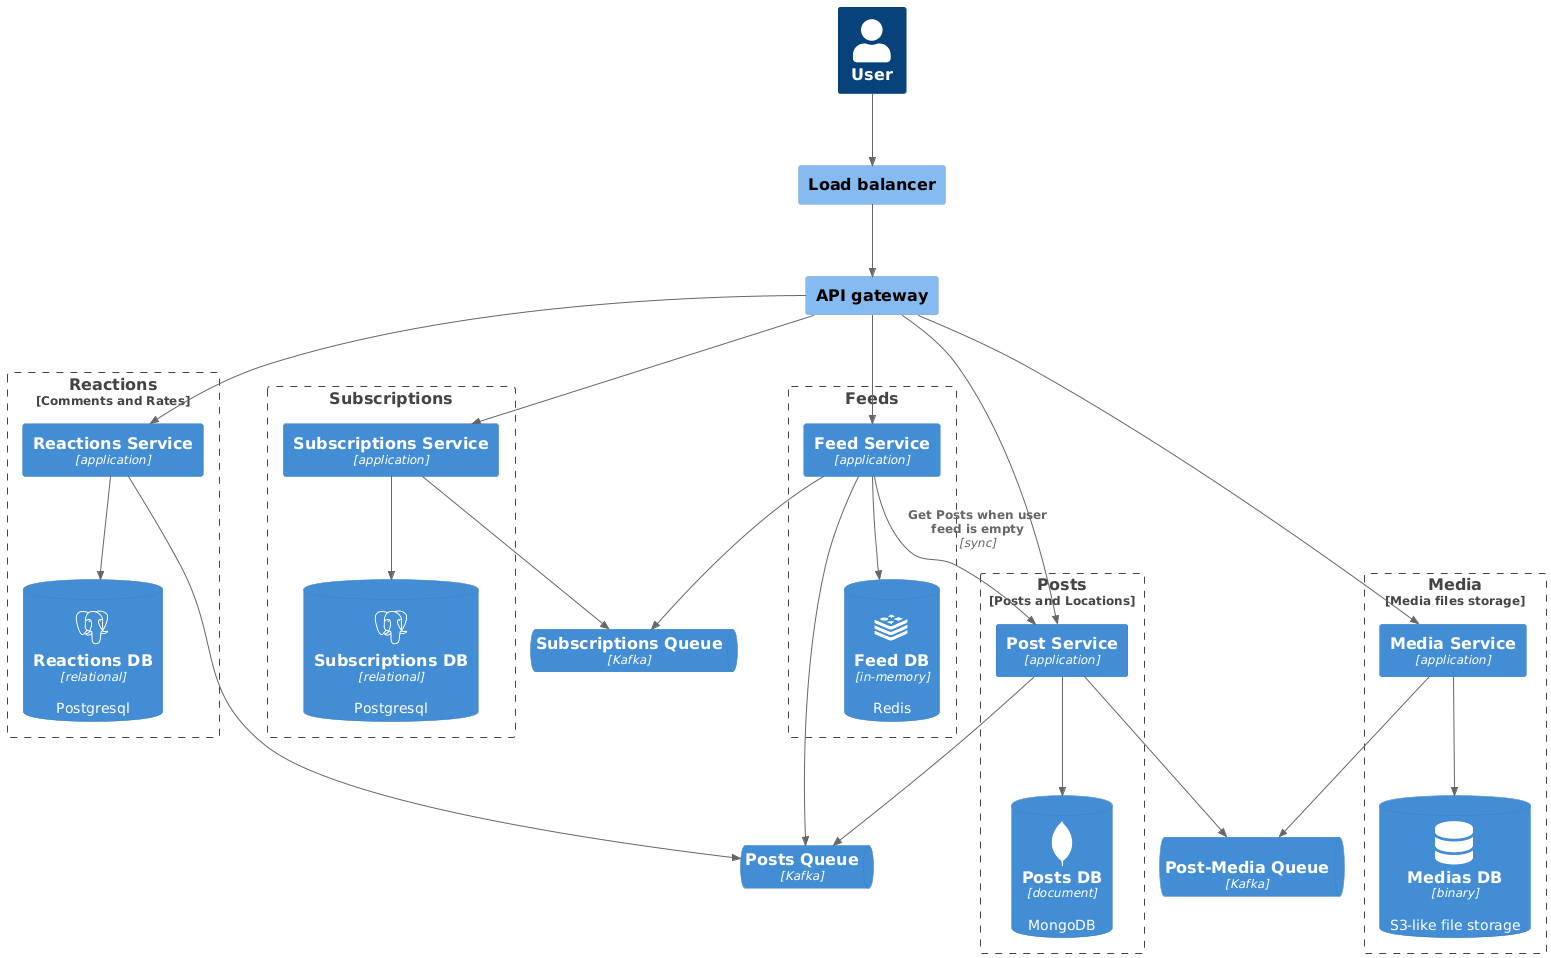 User
Load balancer
API gateway
Reactions
[Comments and Rates]
Reactions Service
[application]
Reactions DB
[relational]
Postgresql
Subscriptions
Subscriptions Service
[application]
Subscriptions DB
[relational]
Postgresql
Subscriptions Queue
[Kafka]
Feeds
Feed Service
[application]
Get Posts when user
feed is empty
[sync]
Feed DB
[in-memory]
Redis
Posts
[Posts and Locations]
Post Service
[application]
Media
[Media files storage]
Media Service
[application]
Posts Queue
[Kafka]
Posts DB
[document]
MongoDB
Post-Media Queue
[Kafka]
Medias DB
[binary]
S3-like file storage